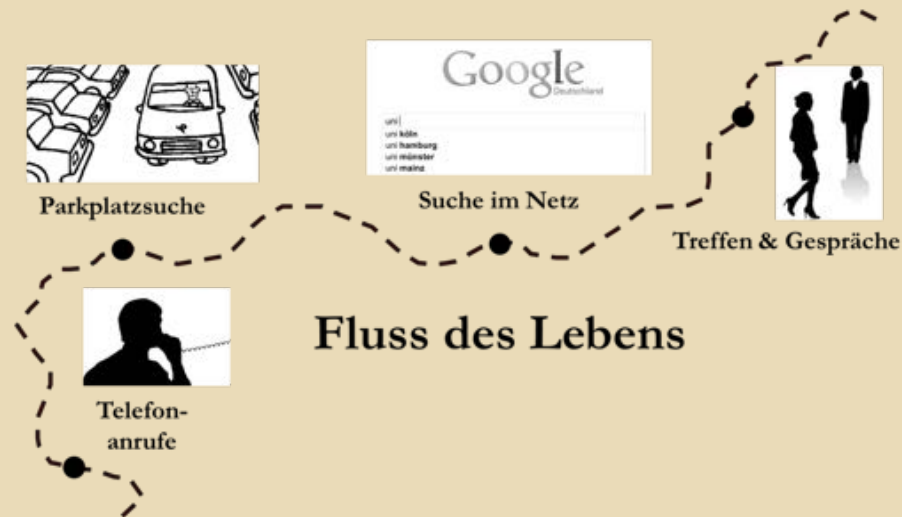 Google
Deutschland
uni
uni köln
uni hamburg
uni münster
uni mainz
Parkplatzsuche
Suche im Netz
Treffen & Gespräche
Fluss des Lebens
Telefon-
anrufe